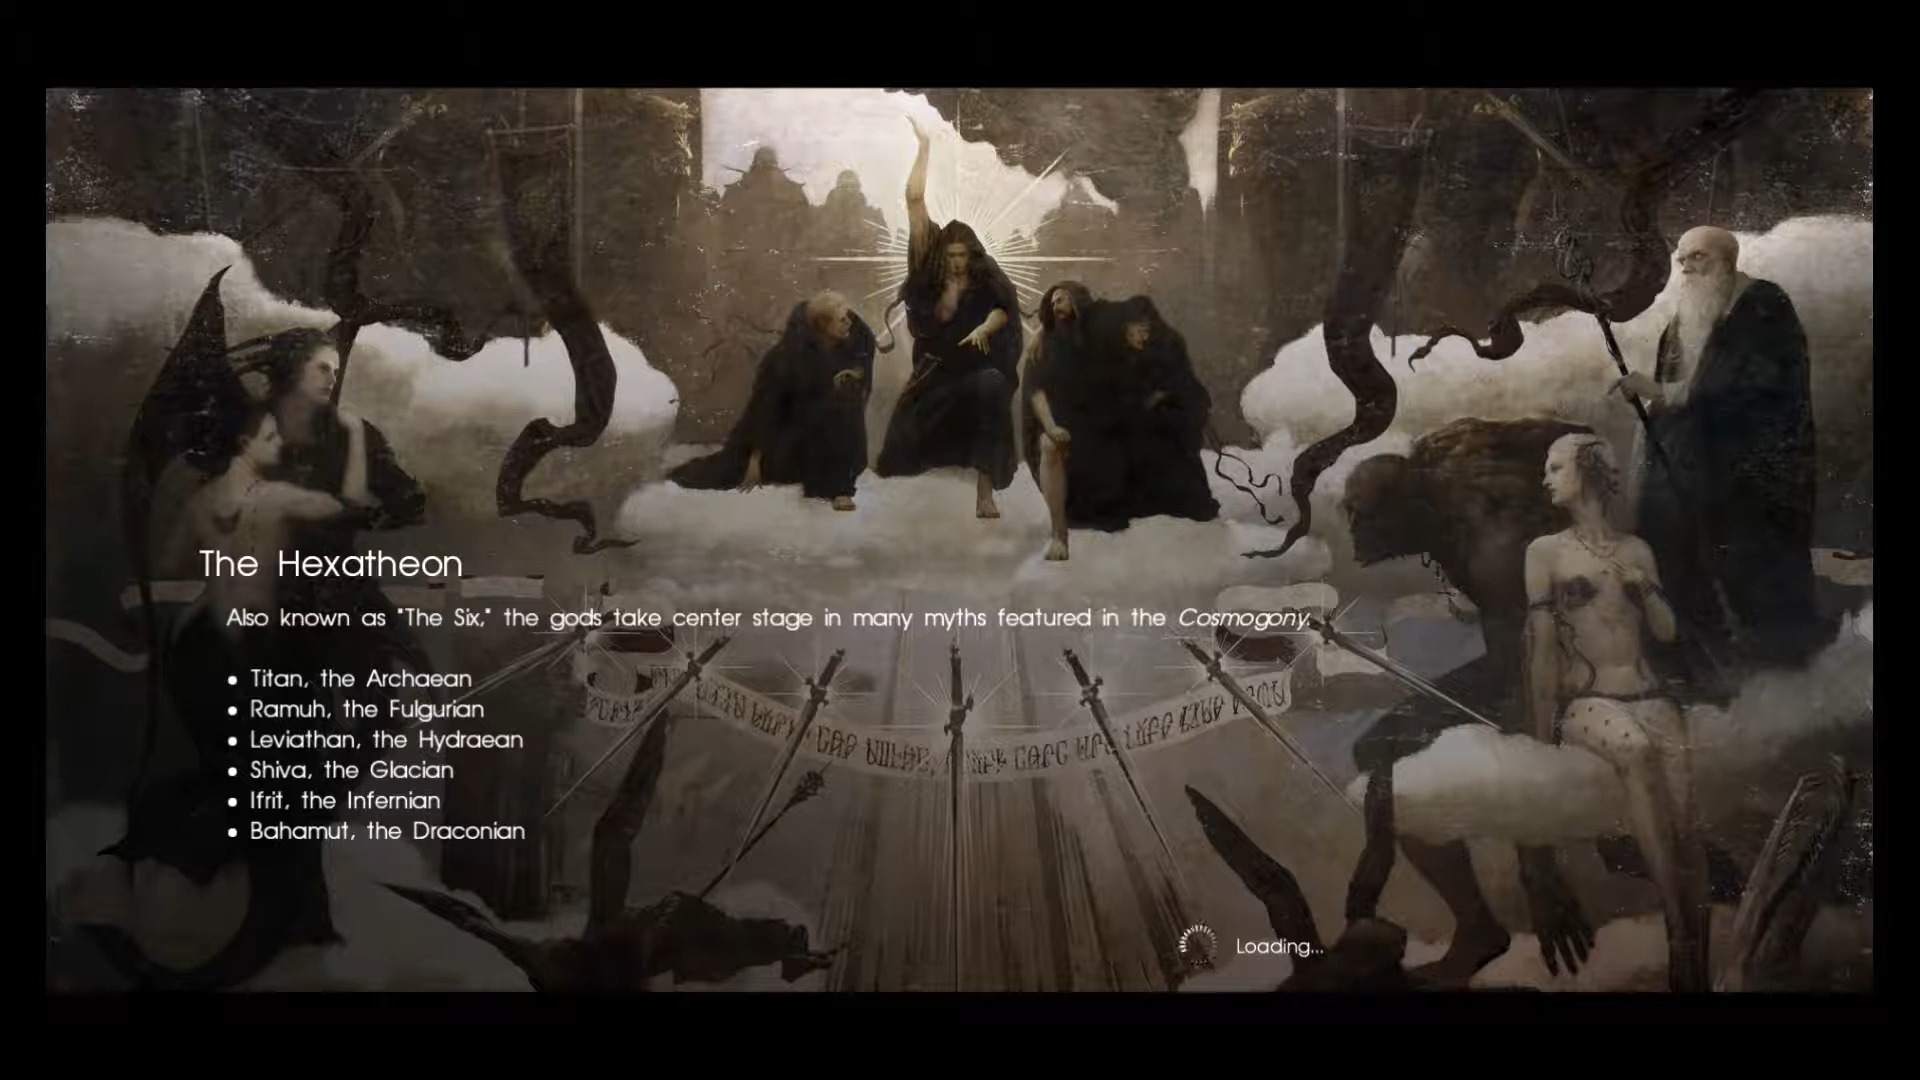 The Hexatheon
Also known as "The Six," the gods take center stage in many myths featured in the Cosmogony.
• Titan, the Archaean
• Ramuh, the Fulgurian
• Leviathan, the Hydraean
• Shiva, the Glacian
• Ifrit, the Infernian
• Bahamut, the Draconian
Loading...